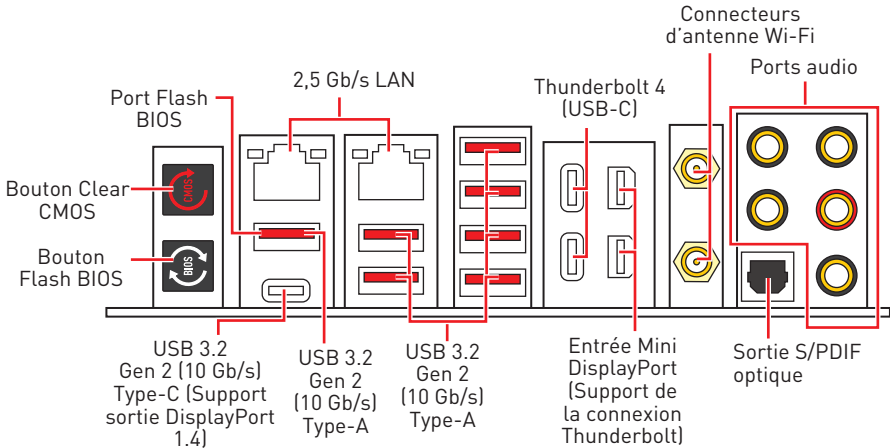 Connecteurs
d'antenne Wi-Fi
Ports audio
2,5 Gb/s LAN
Thunderbolt 4
(USB-C)
Port Flash
BIOS
Bouton Clear
CMOS
CMOS
Bouton
Flash BIOS
BIOS
USB 3.2
Gen 2 (10 Gb/s)
Type-C (Support
sortie DisplayPort
1.4)
USB 3.2
Gen 2
(10 Gb/s)
Type-A
USB 3.2
Gen 2
(10 Gb/s)
Type-A
Entrée Mini
DisplayPort
(Support de
la connexion
Thunderbolt)
Sortie S/PDIF
optique